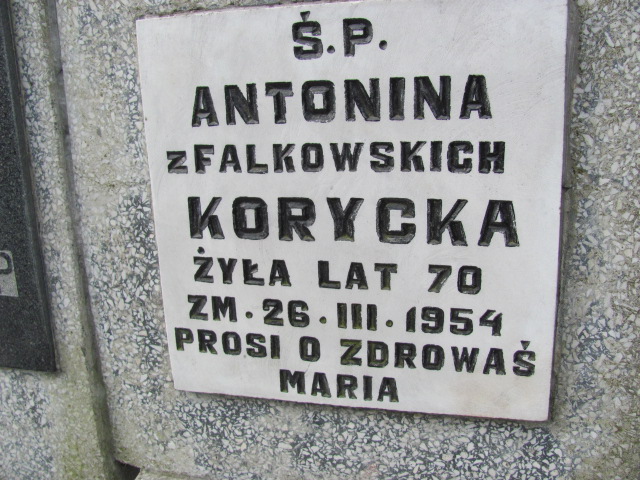 Ś.P.
ANTONINA
z FALKOWSKICH
KORYCKA
ŻYŁA LAT 70
ZM. 26. III. 1954
PROSI O ZDROWAŚ
MARIA